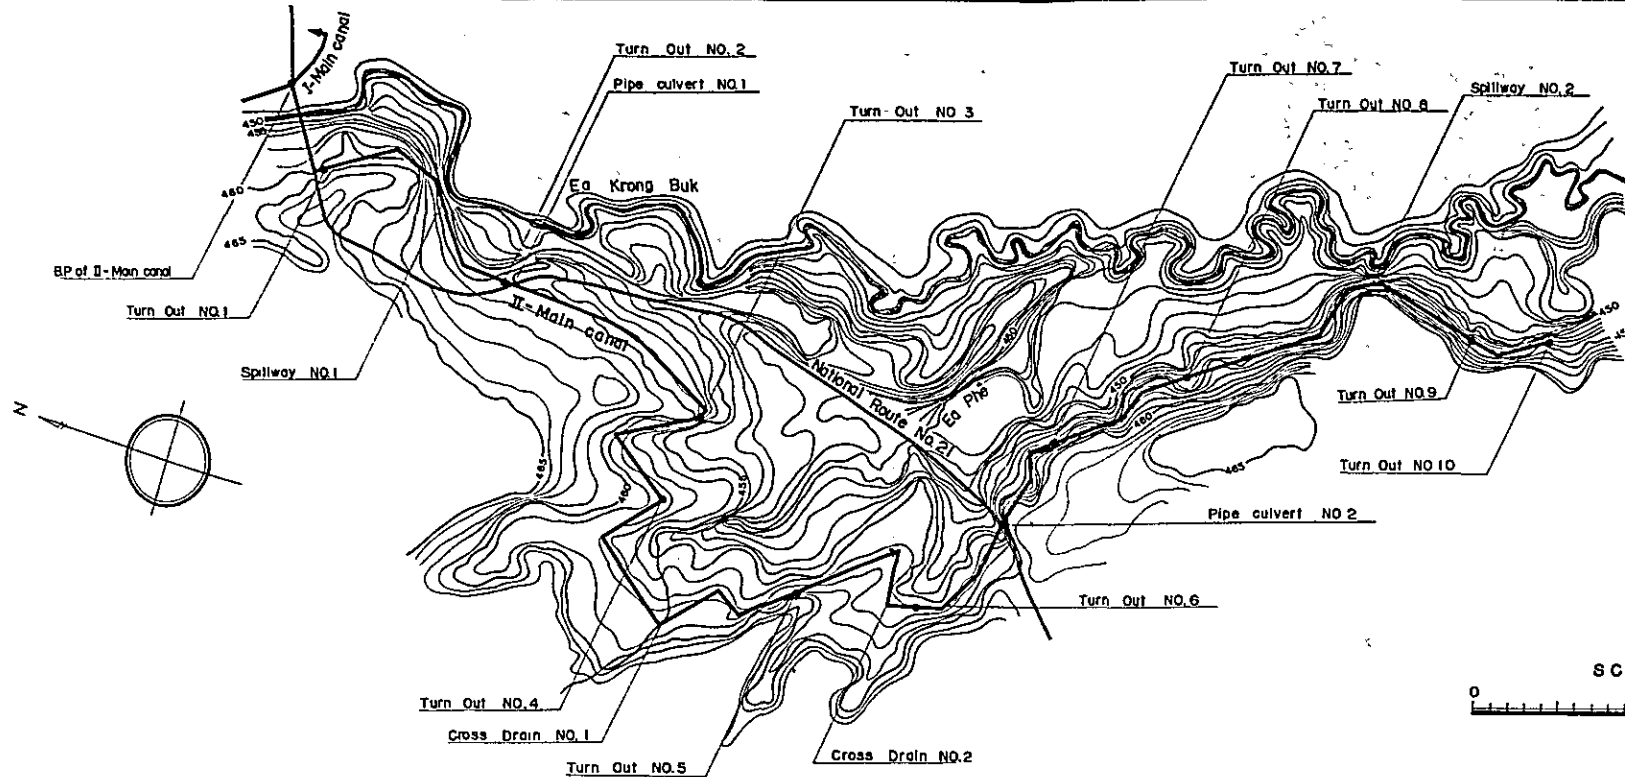 I-Main canal
Turn Out NO. 2
Pipe culvert NO. 1
Turn Out NO 3
Turn Out NO. 7
Turn Out NO. 8
Spillway NO. 2
450
455
460
465
Ea Krong Buk
B.P of II-Main canal
Turn Out NO. 1
Spillway NO. 1
II-Main canal
National Route No. 21
Ea Phe
460
450
460
465
450
Turn Out NO. 9
Turn Out NO 10
N
465
460
455
Pipe culvert NO 2
Turn Out NO. 6
Turn Out NO. 4
Cross Drain NO. 1
Turn Out NO. 5
Cross Drain NO. 2
SC
0